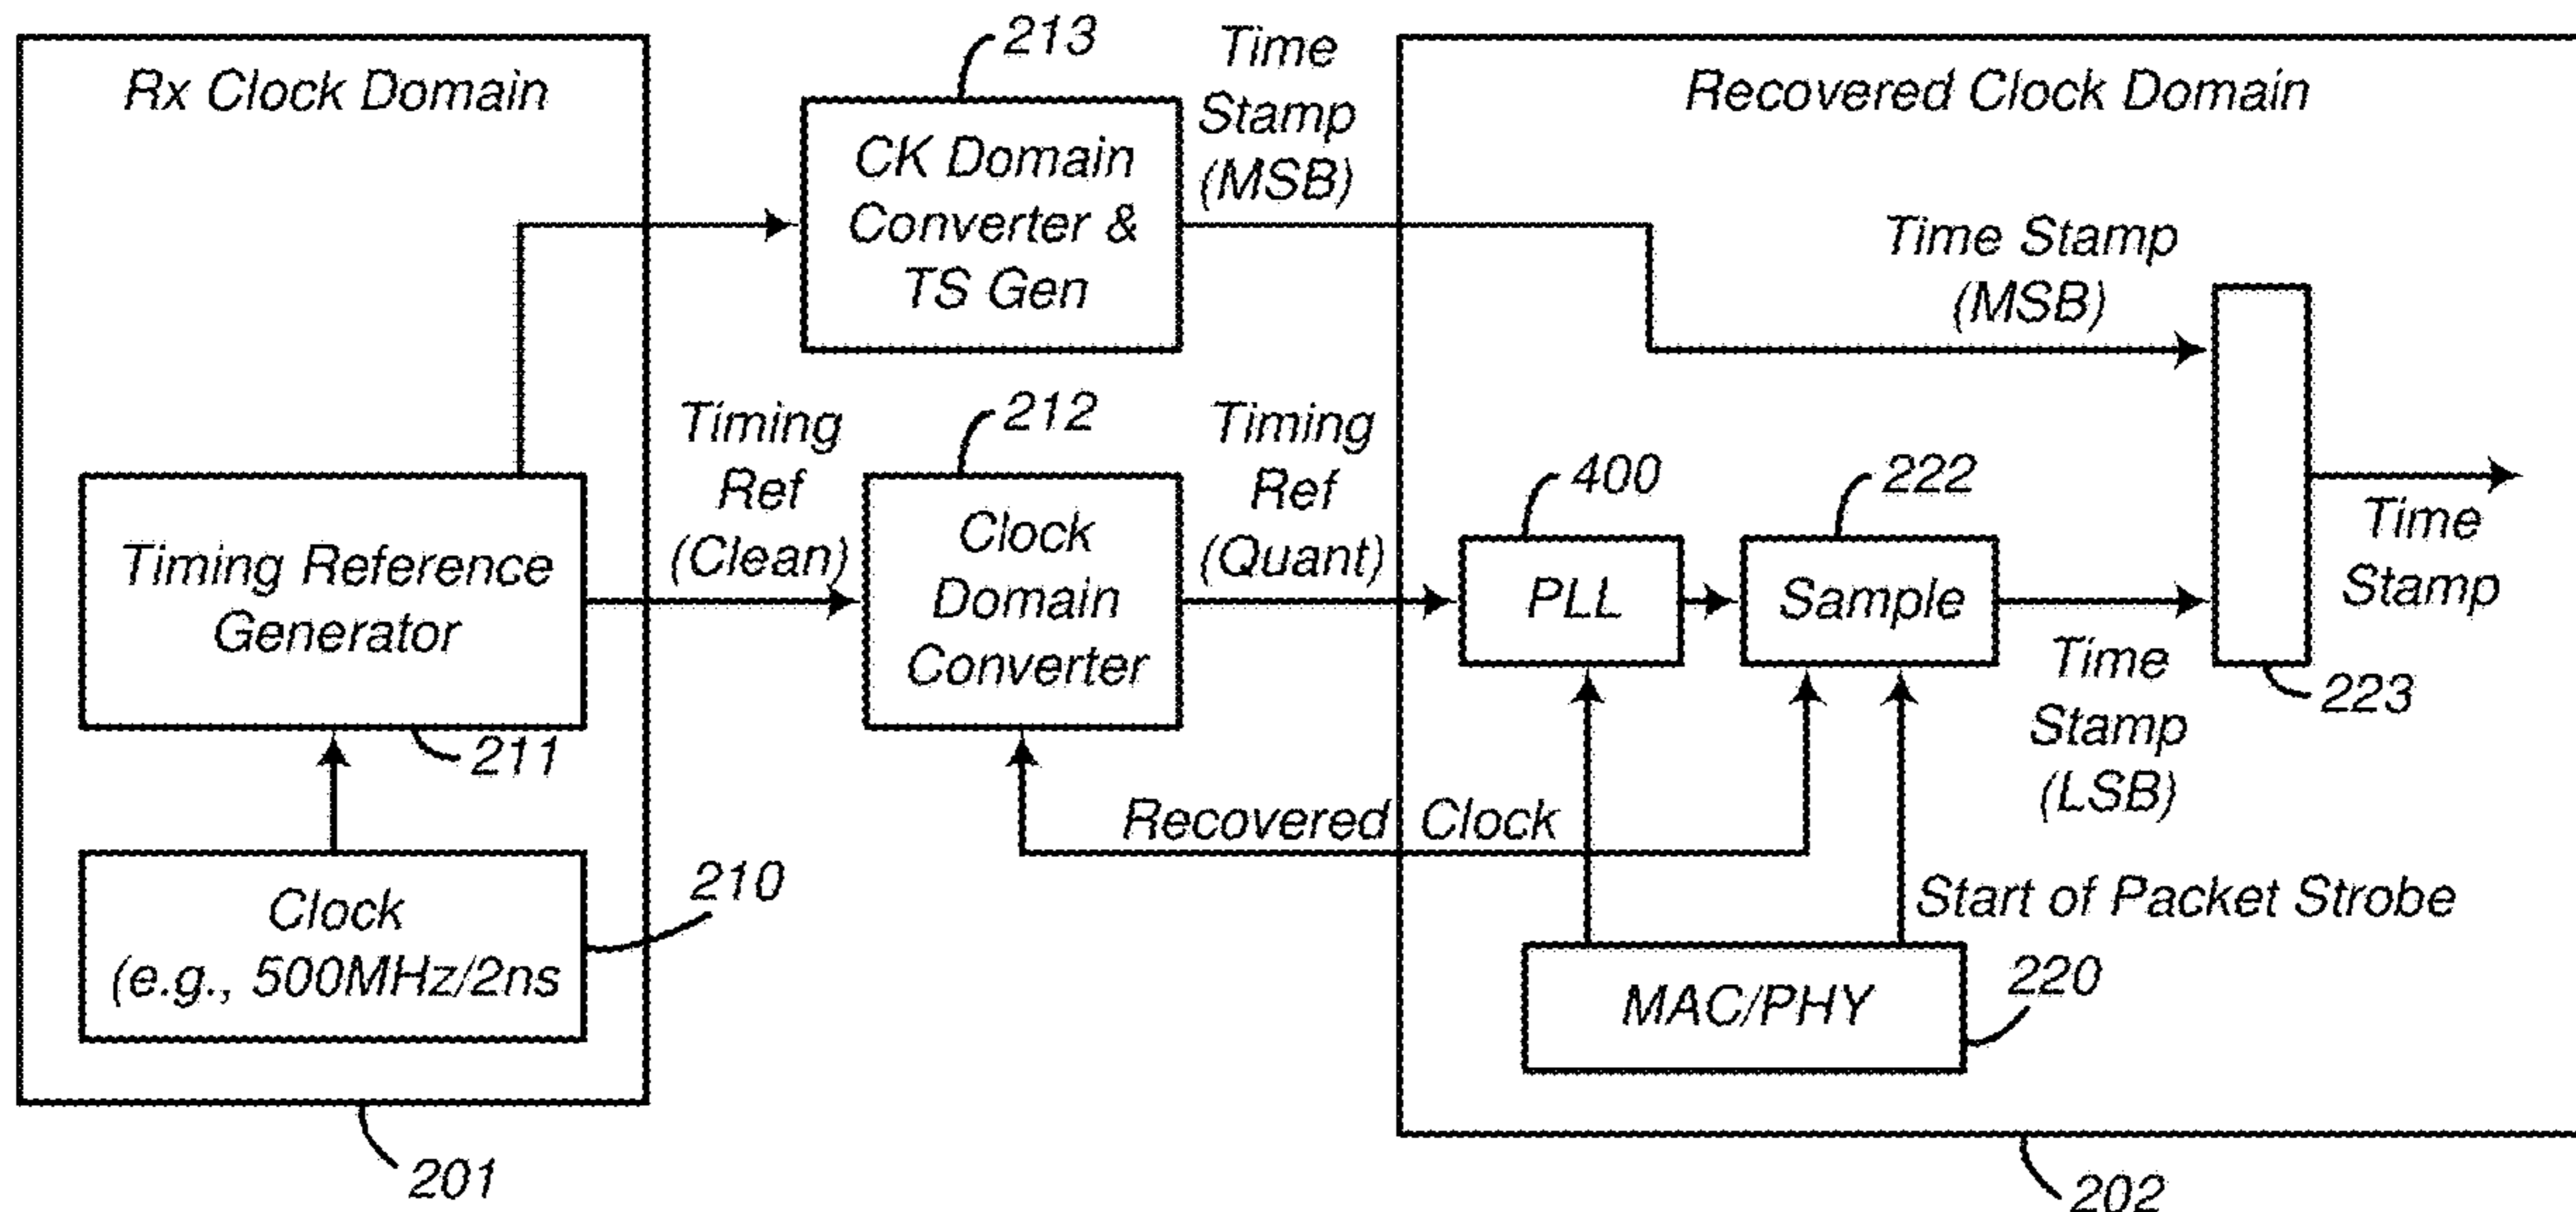 Rx Clock Domain
213
Time
Stamp
(MSB)
Recovered Clock Domain
CK Domain
Converter &
TS Gen
Time Stamp
(MSB)
Timing
Ref
(Clean)
212
Timing
Ref
(Quant)
400
222
Timing Reference
Generator
Clock
Domain
Converter
PLL
Sample
Time
Stamp
211
Time
Stamp
(LSB)
223
Recovered Clock
Clock
(e.g., 500MHz/2ns
210
Start of Packet Strobe
MAC/PHY
220
201
202